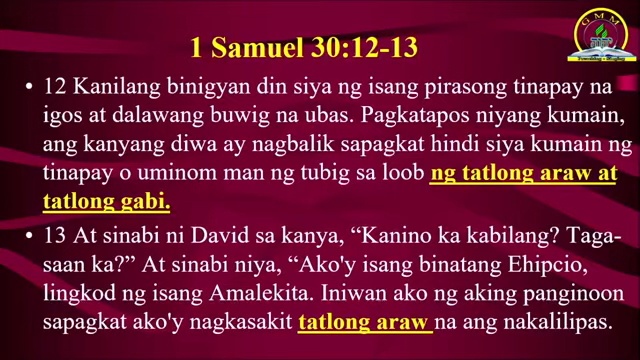 1 Samuel 30:12-13
GMM
• 12 Kanilang binigyan din siya ng isang pirasong tinapay na
igos at dalawang buwig na ubas. Pagkatapos niyang kumain,
ang kanyang diwa ay nagbalik sapagkat hindi siya kumain ng
tinapay o uminom man ng tubig sa loob ng tatlong araw at
tatlong gabi.
• 13 At sinabi ni David sa kanya, “Kanino ka kabilang? Taga-
saan ka?” At sinabi niya, “Ako'y isang binatang Ehipcio,
lingkod ng isang Amalekita. Iniwan ako ng aking panginoon
sapagkat ako'y nagkasakit tatlong araw na ang nakalilipas.